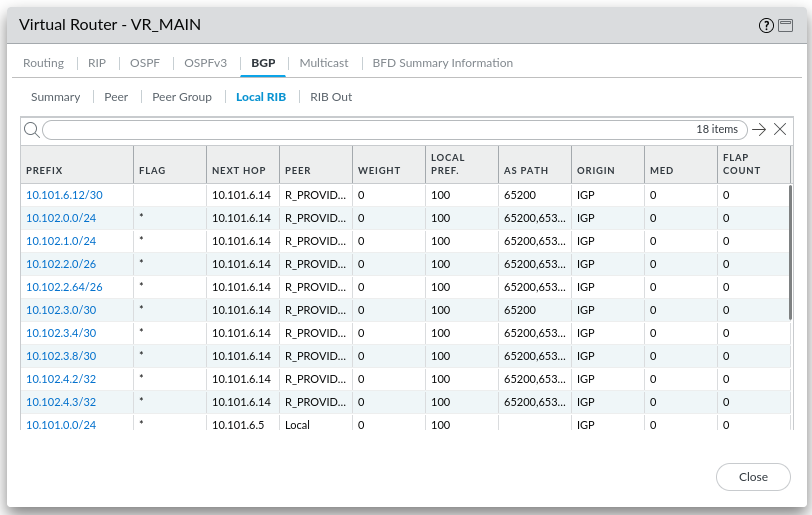 Virtual Router - VR_MAIN
Routing RIP OSPF OSPFv3 BGP Multicast BFD Summary Information
Summary Peer Peer Group Local RIB RIB Out
18 items
PREFIX FLAG NEXT HOP PEER WEIGHT LOCAL PREF. AS PATH ORIGIN MED FLAP COUNT
10.101.6.12/30 10.101.6.14 R_PROVID... 0 100 65200 IGP 0 0
10.102.0.0/24 * 10.101.6.14 R_PROVID... 0 100 65200,653... IGP 0 0
10.102.1.0/24 * 10.101.6.14 R_PROVID... 0 100 65200,653... IGP 0 0
10.102.2.0/26 * 10.101.6.14 R_PROVID... 0 100 65200,653... IGP 0 0
10.102.2.64/26 * 10.101.6.14 R_PROVID... 0 100 65200,653... IGP 0 0
10.102.3.0/30 * 10.101.6.14 R_PROVID... 0 100 65200 IGP 0 0
10.102.3.4/30 * 10.101.6.14 R_PROVID... 0 100 65200,653... IGP 0 0
10.102.3.8/30 * 10.101.6.14 R_PROVID... 0 100 65200,653... IGP 0 0
10.102.4.2/32 * 10.101.6.14 R_PROVID... 0 100 65200,653... IGP 0 0
10.102.4.3/32 * 10.101.6.14 R_PROVID... 0 100 65200,653... IGP 0 0
10.101.0.0/24 * 10.101.6.5 Local 0 100 IGP 0 0
Close